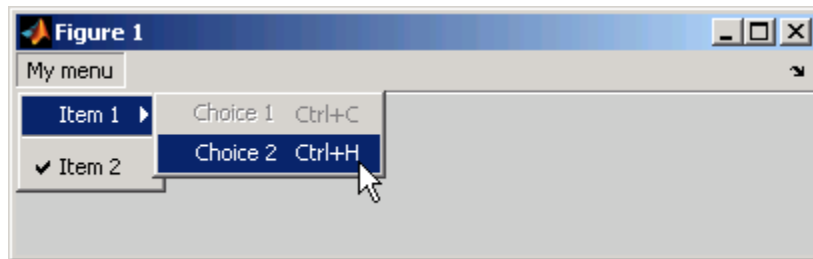 Figure 1
My menu
Item 1 Choice 1 Ctrl+C
Choice 2 Ctrl+H
Item 2